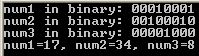 num1 in binary: 00010001
num2 in binary: 00100010
num3 in binary: 00001000
num1=17, num2=34, num3=8